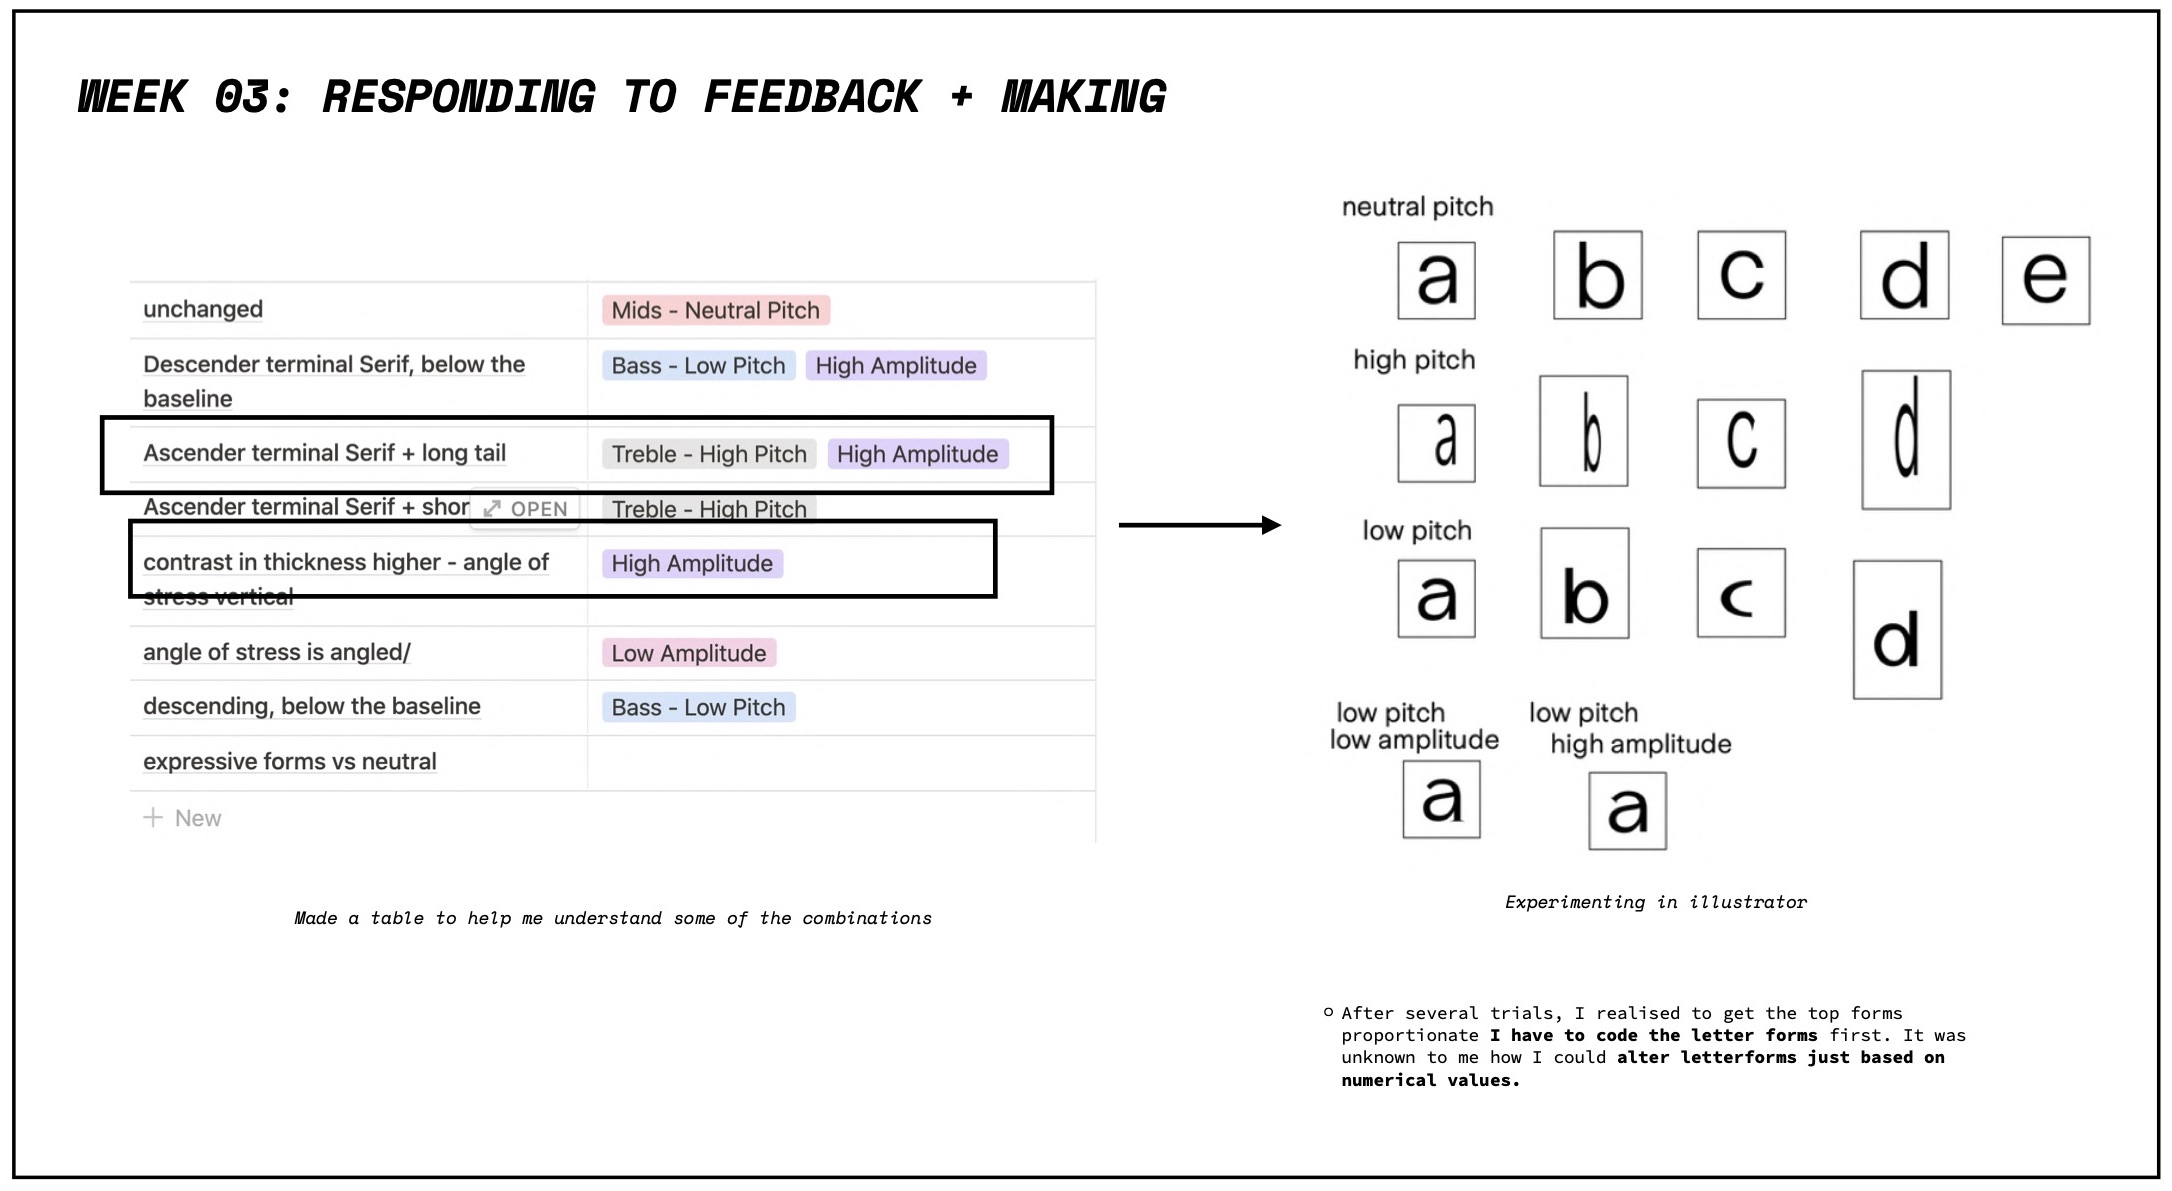 WEEK 03: RESPONDING TO FEEDBACK + MAKING
unchanged
Mids - Neutral Pitch
Descender terminal Serif, below the
baseline
Bass - Low Pitch High Amplitude
Ascender terminal Serif + long tail
Treble - High Pitch High Amplitude
Ascender terminal Serif + shor
OPEN
Treble - High Pitch
contrast in thickness higher - angle of
stress vertical
High Amplitude
angle of stress is angled/
Low Amplitude
descending, below the baseline
Bass - Low Pitch
expressive forms vs neutral
+ New
Made a table to help me understand some of the combinations
neutral pitch
a b c d e
high pitch
a b c d
low pitch
a b c d
low pitch
low amplitude
a
low pitch
high amplitude
a
Experimenting in illustrator
After several trials, I realised to get the top forms
proportionate I have to code the letter forms first. It was
unknown to me how I could alter letterforms just based on
numerical values.